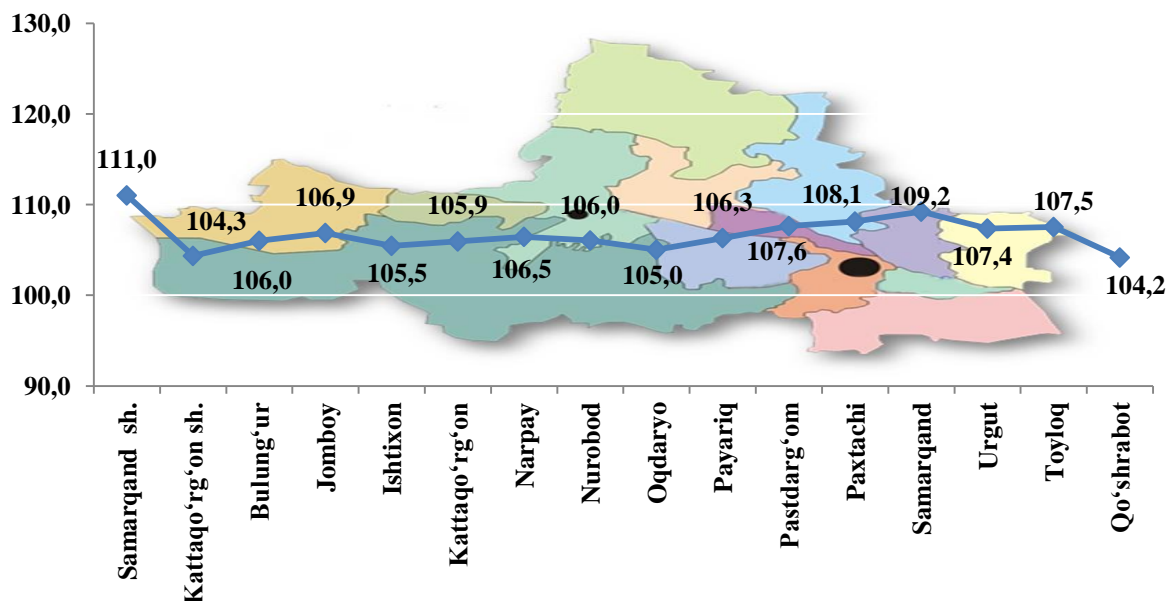 130,0
120,0
110,0
100,0
90,0
111,0
104,3
106,0
106,9
105,5
105,9
106,5
106,0
105,0
106,3
107,6
108,1
109,2
107,4
107,5
104,2
Samarqand sh.
Kattaqo‘rg‘on sh.
Bulung‘ur
Jomboy
Ishtixon
Kattaqo‘rg‘on
Narpay
Nurobod
Oqdaryo
Payariq
Pastdarg‘om
Paxtachi
Samarqand
Urgut
Toyloq
Qo‘shrabot